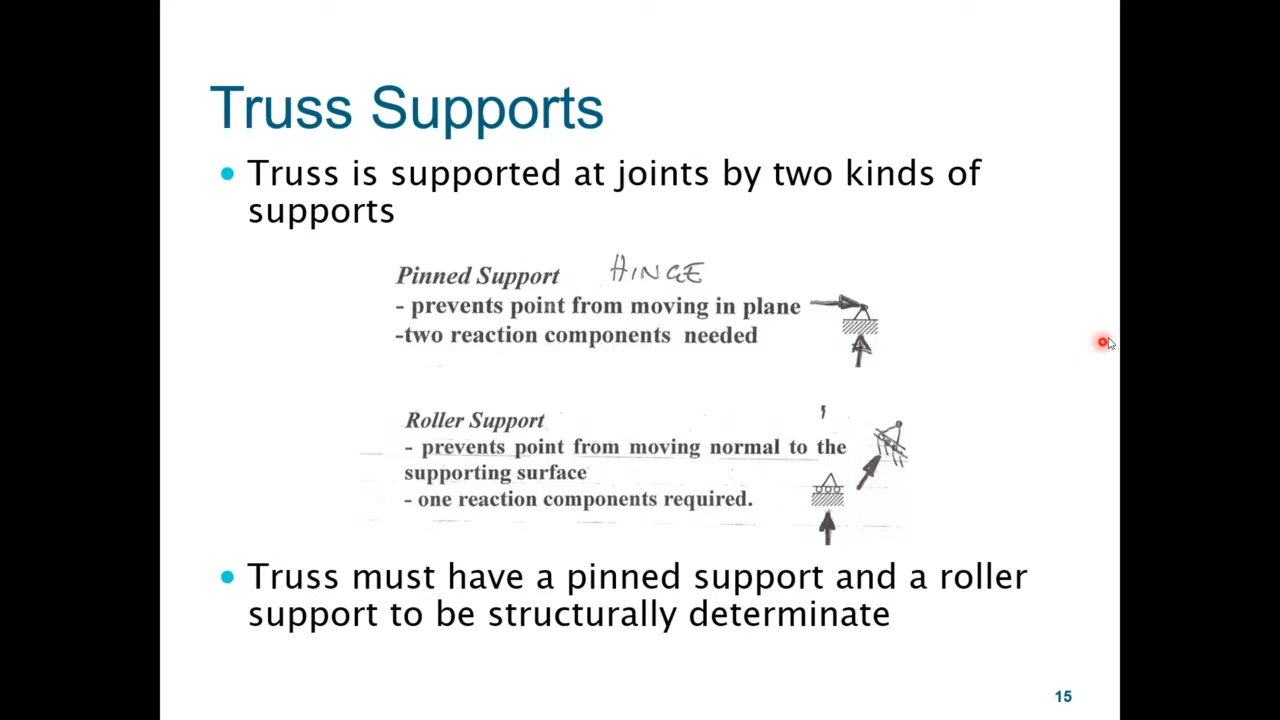 Truss Supports
• Truss is supported at joints by two kinds of
supports
Pinned Support HINGE
- prevents point from moving in plane
-two reaction components needed
Roller Support
- prevents point from moving normal to the
supporting surface
- one reaction components required.
• Truss must have a pinned support and a roller
support to be structurally determinate
15